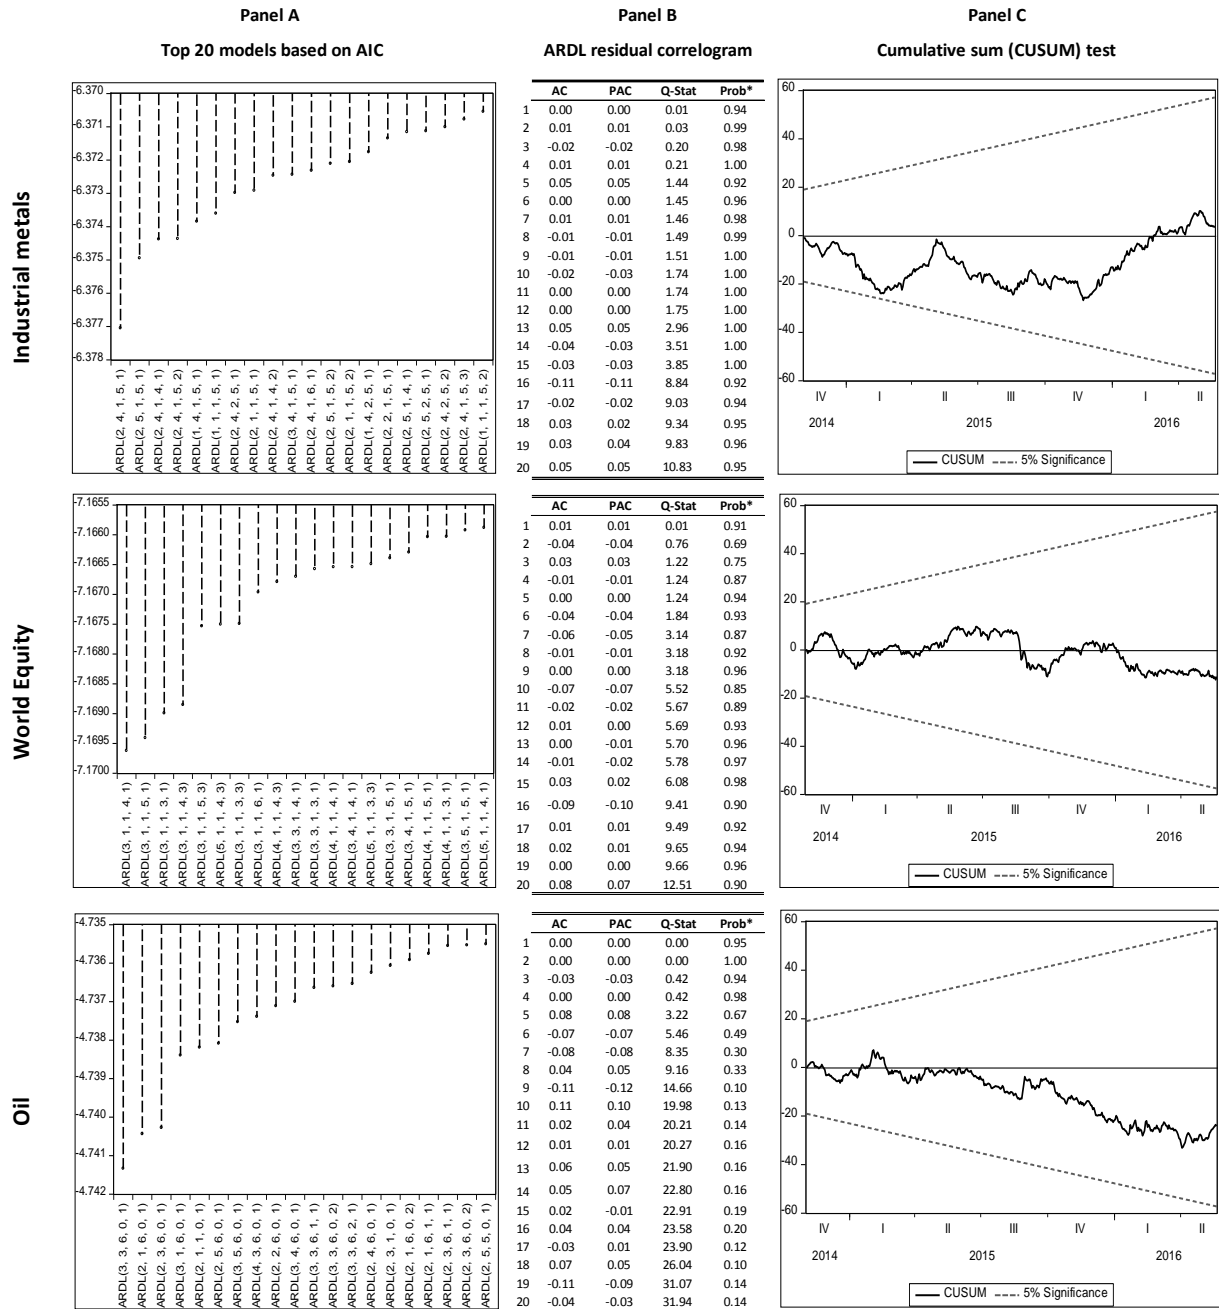 Panel A
Top 20 models based on AIC
Panel B
ARDL residual correlogram
Panel C
Cumulative sum (CUSUM) test
Industrial metals
-6.370
-6.371
-6.372
-6.373
-6.374
-6.375
-6.376
-6.377
-6.378
ARDL(2, 4, 1, 5, 1)
ARDL(2, 5, 1, 5, 1)
ARDL(2, 4, 1, 4, 1)
ARDL(2, 4, 1, 5, 2)
ARDL(1, 4, 1, 5, 1)
ARDL(1, 1, 1, 5, 1)
ARDL(2, 4, 2, 5, 1)
ARDL(2, 1, 1, 5, 1)
ARDL(2, 4, 1, 4, 2)
ARDL(3, 4, 1, 5, 1)
ARDL(2, 4, 1, 6, 1)
ARDL(2, 5, 1, 5, 2)
ARDL(2, 1, 1, 5, 2)
ARDL(1, 4, 2, 5, 1)
ARDL(2, 2, 1, 5, 1)
ARDL(2, 5, 1, 4, 1)
ARDL(2, 5, 2, 5, 1)
ARDL(2, 4, 2, 5, 2)
ARDL(2, 4, 1, 5, 3)
ARDL(1, 1, 1, 5, 2)
AC PAC Q-Stat Prob*
1 0.00 0.00 0.01 0.94
2 0.01 0.01 0.03 0.99
3 -0.02 -0.02 0.20 0.98
4 0.01 0.01 0.21 1.00
5 0.05 0.05 1.44 0.92
6 0.00 0.00 1.45 0.96
7 0.01 0.01 1.46 0.98
8 -0.01 -0.01 1.49 0.99
9 -0.01 -0.01 1.51 1.00
10 -0.02 -0.03 1.74 1.00
11 0.00 0.00 1.74 1.00
12 0.00 0.00 1.75 1.00
13 0.05 0.05 2.96 1.00
14 -0.04 -0.03 3.51 1.00
15 -0.03 -0.03 3.85 1.00
16 -0.11 -0.11 8.84 0.92
17 -0.02 -0.02 9.03 0.94
18 0.03 0.02 9.34 0.95
19 0.03 0.04 9.83 0.96
20 0.05 0.05 10.83 0.95
60
40
20
0
-20
-40
-60
IV I II III IV I II
2014 2015 2016
CUSUM 5% Significance
World Equity
-7.1655
-7.1660
-7.1665
-7.1670
-7.1675
-7.1680
-7.1685
-7.1690
-7.1695
-7.1700
ARDL(3, 1, 1, 4, 1)
ARDL(3, 1, 1, 5, 1)
ARDL(3, 1, 1, 3, 1)
ARDL(3, 1, 1, 4, 3)
ARDL(3, 1, 1, 5, 3)
ARDL(5, 1, 1, 4, 3)
ARDL(3, 1, 1, 3, 3)
ARDL(3, 1, 1, 6, 1)
ARDL(4, 1, 1, 4, 1)
ARDL(3, 3, 1, 4, 1)
ARDL(3, 3, 1, 3, 1)
ARDL(3, 5, 1, 4, 1)
ARDL(5, 1, 1, 3, 3)
ARDL(3, 3, 1, 5, 1)
ARDL(3, 4, 1, 4, 1)
ARDL(4, 1, 1, 5, 1)
ARDL(4, 1, 1, 3, 1)
ARDL(3, 5, 1, 5, 1)
ARDL(5, 1, 1, 4, 1)
AC PAC Q-Stat Prob*
1 0.01 0.01 0.01 0.91
2 -0.04 -0.04 0.76 0.69
3 0.03 0.03 1.22 0.75
4 -0.01 -0.01 1.24 0.87
5 0.00 0.00 1.24 0.94
6 -0.04 -0.04 1.84 0.93
7 -0.06 -0.05 3.14 0.87
8 -0.01 -0.01 3.18 0.92
9 0.00 0.00 3.18 0.96
10 -0.07 -0.07 5.52 0.85
11 -0.02 -0.02 5.67 0.89
12 0.01 0.00 5.69 0.93
13 0.00 -0.01 5.70 0.96
14 -0.01 -0.02 5.78 0.97
15 0.03 0.02 6.08 0.98
16 -0.09 -0.10 9.41 0.90
17 0.01 0.01 9.49 0.92
18 0.02 0.01 9.65 0.94
19 0.00 0.00 9.66 0.96
20 0.08 0.07 12.51 0.90
60
40
20
0
-20
-40
-60
IV I II III IV I II
2014 2015 2016
CUSUM 5% Significance
Oil
-4.735
-4.736
-4.737
-4.738
-4.739
-4.740
-4.741
-4.742
ARDL(3, 3, 6, 0, 1)
ARDL(2, 1, 6, 0, 1)
ARDL(2, 3, 6, 0, 1)
ARDL(3, 1, 6, 0, 1)
ARDL(2, 1, 1, 0, 1)
ARDL(2, 5, 6, 0, 1)
ARDL(3, 5, 6, 0, 1)
ARDL(4, 3, 6, 0, 1)
ARDL(2, 2, 6, 0, 1)
ARDL(3, 4, 6, 0, 1)
ARDL(3, 3, 6, 1, 1)
ARDL(3, 3, 6, 0, 2)
ARDL(3, 3, 6, 2, 1)
ARDL(2, 4, 6, 0, 1)
ARDL(2, 3, 1, 0, 1)
ARDL(2, 1, 6, 0, 2)
ARDL(2, 1, 6, 1, 1)
ARDL(2, 3, 6, 1, 1)
ARDL(2, 3, 6, 0, 2)
ARDL(2, 5, 5, 0, 1)
AC PAC Q-Stat Prob*
1 0.00 0.00 0.00 0.95
2 0.00 0.00 0.00 1.00
3 -0.03 -0.03 0.42 0.94
4 0.00 0.00 0.42 0.98
5 0.08 0.08 3.22 0.67
6 -0.07 -0.07 5.46 0.49
7 -0.08 -0.08 8.35 0.30
8 0.04 0.05 9.16 0.33
9 -0.11 -0.12 14.66 0.10
10 0.11 0.10 19.98 0.13
11 0.02 0.04 20.21 0.14
12 0.01 0.01 20.27 0.16
13 0.06 0.05 21.90 0.16
14 0.05 0.07 22.80 0.16
15 0.02 -0.01 22.91 0.19
16 0.04 0.04 23.58 0.20
17 -0.03 0.01 23.90 0.12
18 0.07 0.05 26.04 0.10
19 -0.11 -0.09 31.07 0.14
20 -0.04 -0.03 31.94 0.14
60
40
20
0
-20
-40
-60
IV I II III IV I II
2014 2015 2016
CUSUM 5% Significance